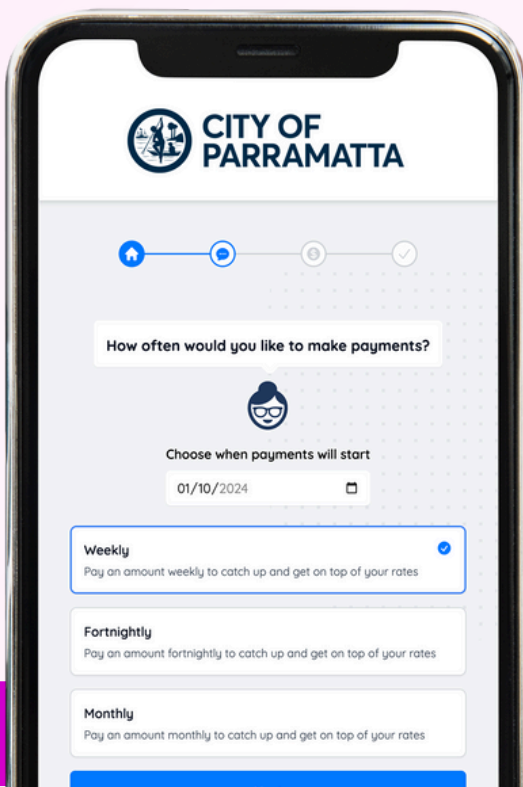 CITY OF
PARRAMATTA
How often would you like to make payments?
Choose when payments will start
01/10/2024
Weekly
Pay an amount weekly to catch up and get on top of your rates
Fortnightly
Pay an amount fortnightly to catch up and get on top of your rates
Monthly
Pay an amount monthly to catch up and get on top of your rates